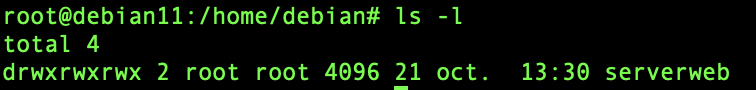 root@debian11:/home/debian# ls -l
total 4
drwxrwxrwx 2 root root 4096 21 oct.  13:30 serverweb